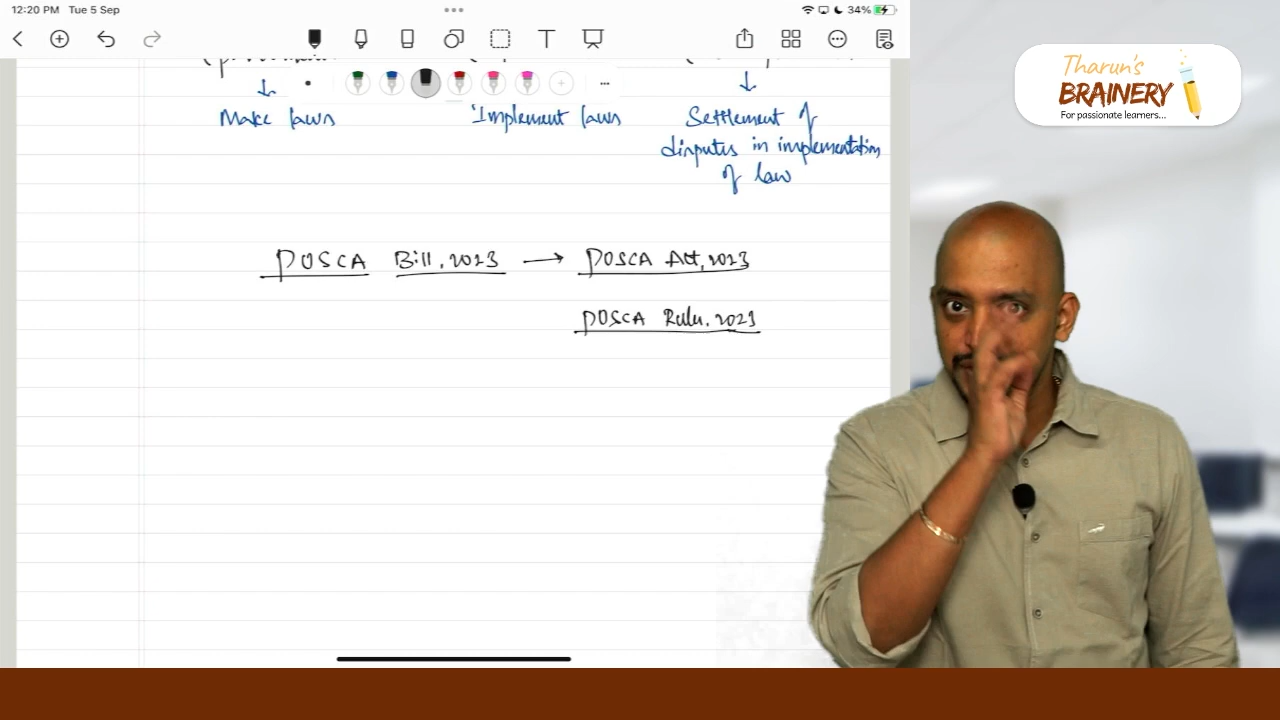 12:20 PM Tue 5 Sep
34%
T
Make laws
Implement laws
Settlement of
disputes in implementation
of law
POSCA Bill, 2023 → POSCA Act, 2023
POSCA Rules, 2023
Tharun's
BRAINERY
For passionate learners...